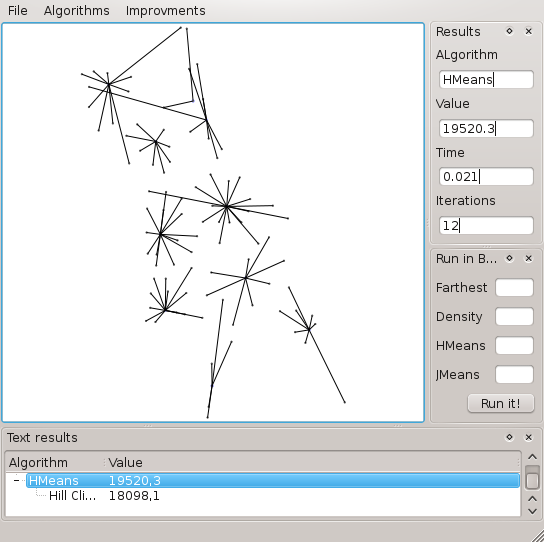 File Algorithms Improvments
Results
ALgorithm
HMeans
Value
19520.3
Time
0.021
Iterations
12
Run in B...
Farthest
Density
HMeans
JMeans
Run it!
Text results
Algorithm Value
HMeans 19520,3
Hill Cli... 18098,1